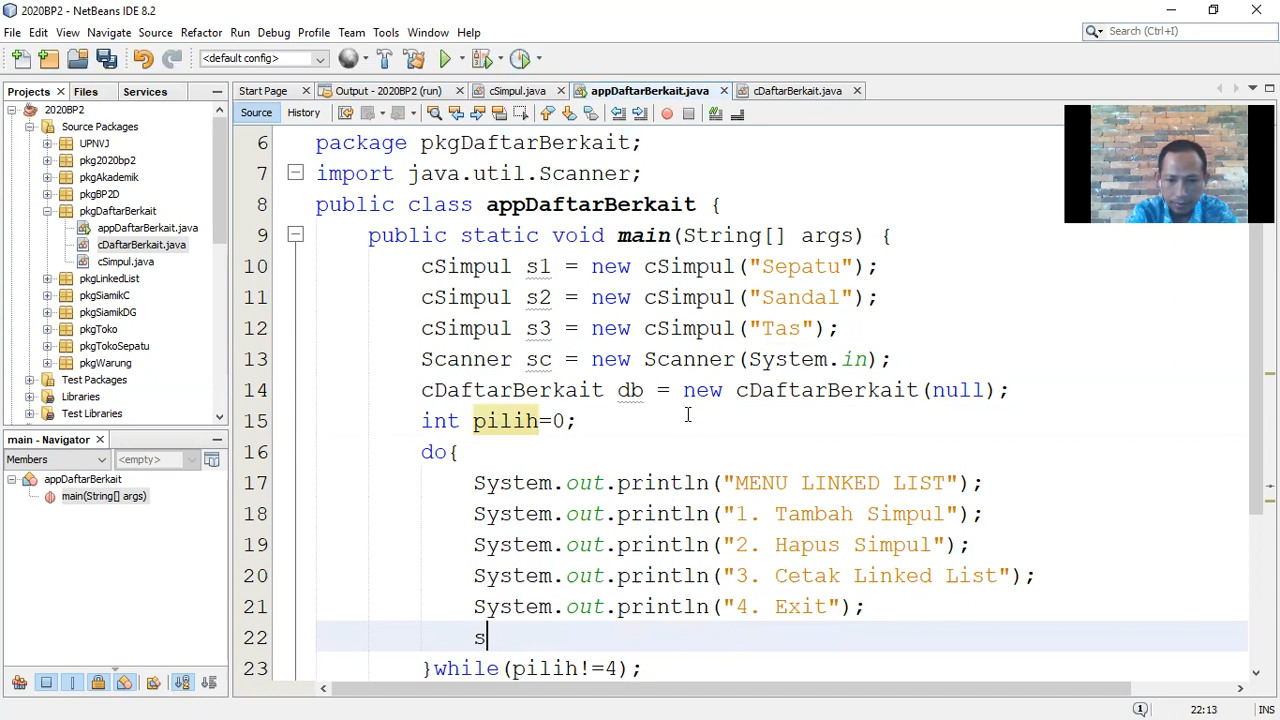 2020BP2 - NetBeans IDE 8.2
File Edit View Navigate Source Refactor Run Debug Profile Team Tools Window Help
Search (Ctrl+I)
<default config>
Projects Files Services
Start Page Output - 2020BP2 (run) cSimpul.java appDaftarBerkait.java cDaftarBerkait.java
Source History
2020BP2
Source Packages
UPNVJ
pkg2020bp2
pkgAkademik
pkgBP2D
pkgDaftarBerkait
appDaftarBerkait.java
cDaftarBerkait.java
cSimpul.java
pkgLinkedList
pkgSiamikC
pkgSiamikDG
pkgToko
pkgTokoSepatu
pkgWarung
Test Packages
Libraries
Test Libraries
main - Navigator
Members <empty>
appDaftarBerkait
main(String[] args)
6 package pkgDaftarBerkait;
7 import java.util.Scanner;
8 public class appDaftarBerkait {
9 public static void main(String[] args) {
10 cSimpul s1 = new cSimpul("Sepatu");
11 cSimpul s2 = new cSimpul("Sandal");
12 cSimpul s3 = new cSimpul("Tas");
13 Scanner sc = new Scanner(System.in);
14 cDaftarBerkait db = new cDaftarBerkait(null);
15 int pilih=0;
16 do{
17 System.out.println("MENU LINKED LIST");
18 System.out.println("1. Tambah Simpul");
19 System.out.println("2. Hapus Simpul");
20 System.out.println("3. Cetak Linked List");
21 System.out.println("4. Exit");
22 s
23 }while(pilih!=4);
22:13 INS